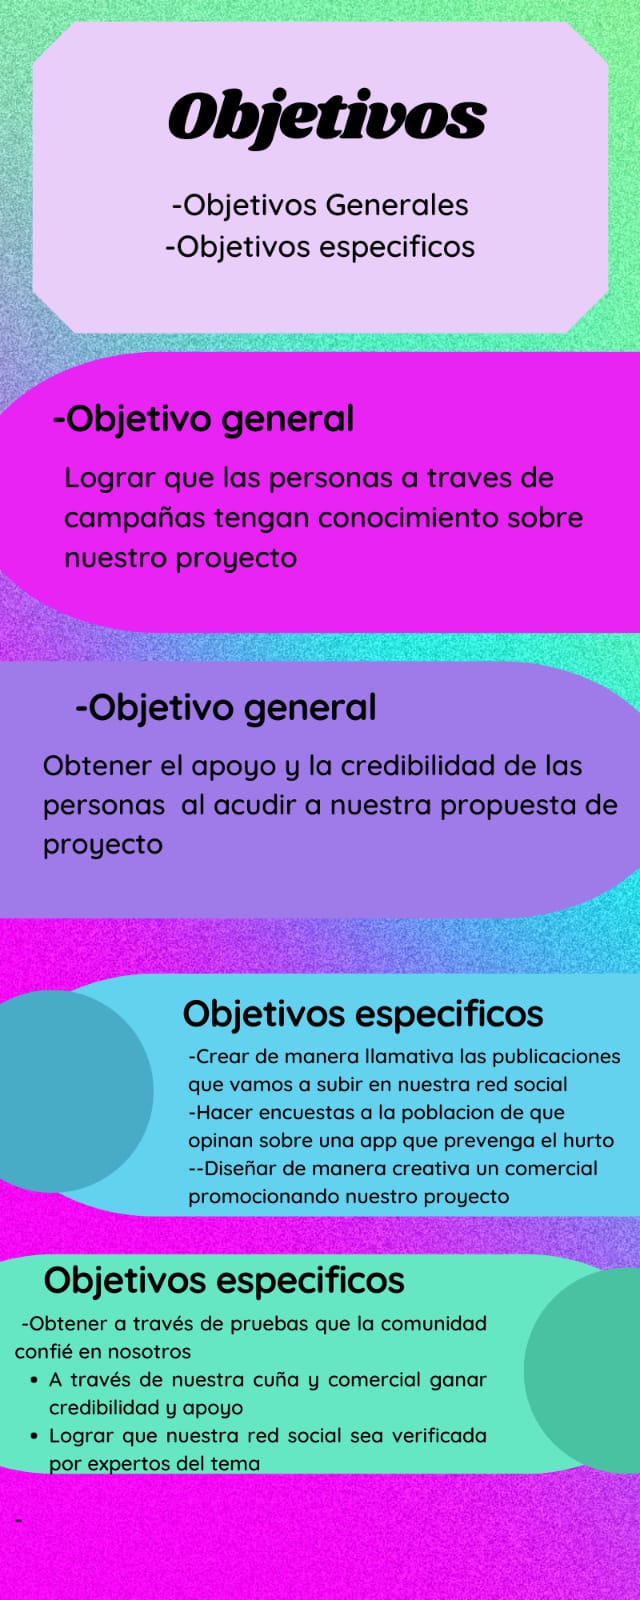 Objetivos
-Objetivos Generales
-Objetivos especificos
-Objetivo general
Lograr que las personas a traves de
campañas tengan conocimiento sobre
nuestro proyecto
-Objetivo general
Obtener el apoyo y la credibilidad de las
personas  al acudir a nuestra propuesta de
proyecto
Objetivos especificos
-Crear de manera llamativa las publicaciones
que vamos a subir en nuestra red social
-Hacer encuestas a la poblacion de que
opinan sobre una app que prevenga el hurto
--Diseñar de manera creativa un comercial
promocionando nuestro proyecto
Objetivos especificos
-Obtener a través de pruebas que la comunidad
confié en nosotros
• A través de nuestra cuña y comercial ganar
credibilidad y apoyo
• Lograr que nuestra red social sea verificada
por expertos del tema
-